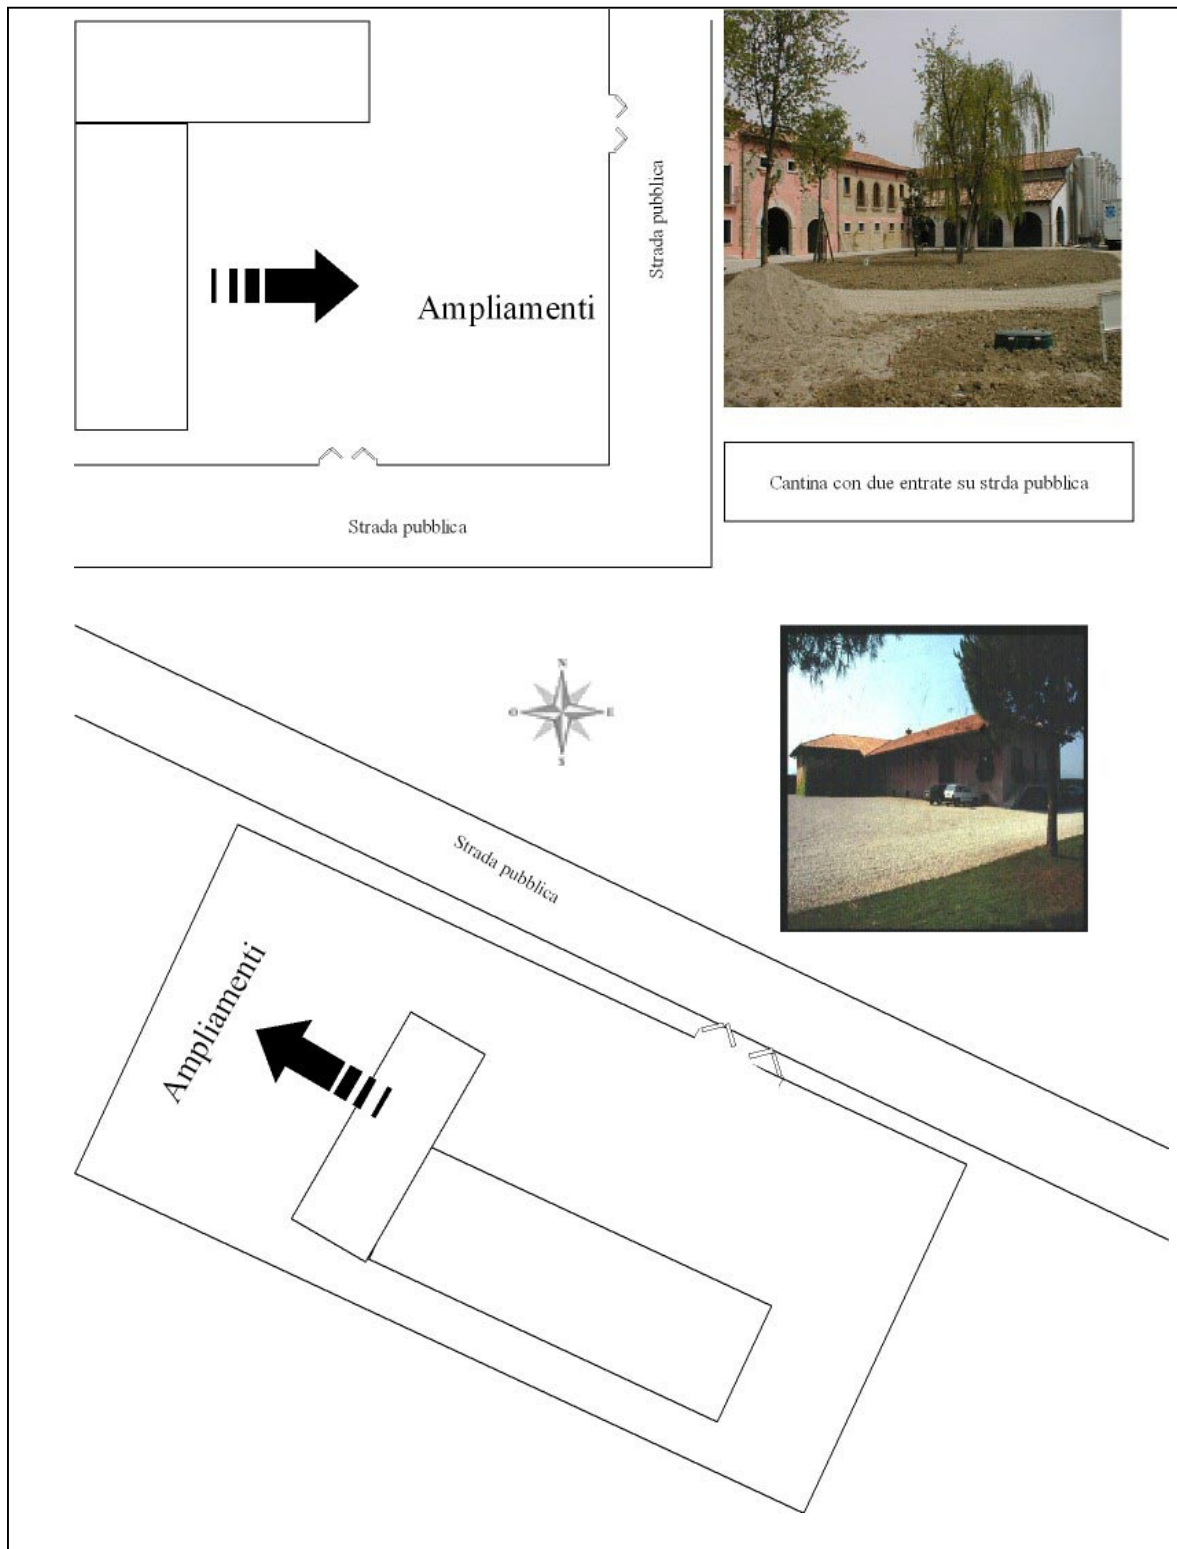 Strada pubblica
Ampliamenti
Cantina con due entrate su strda pubblica
Strada pubblica
N
O E
S
Strada pubblica
Ampliamenti